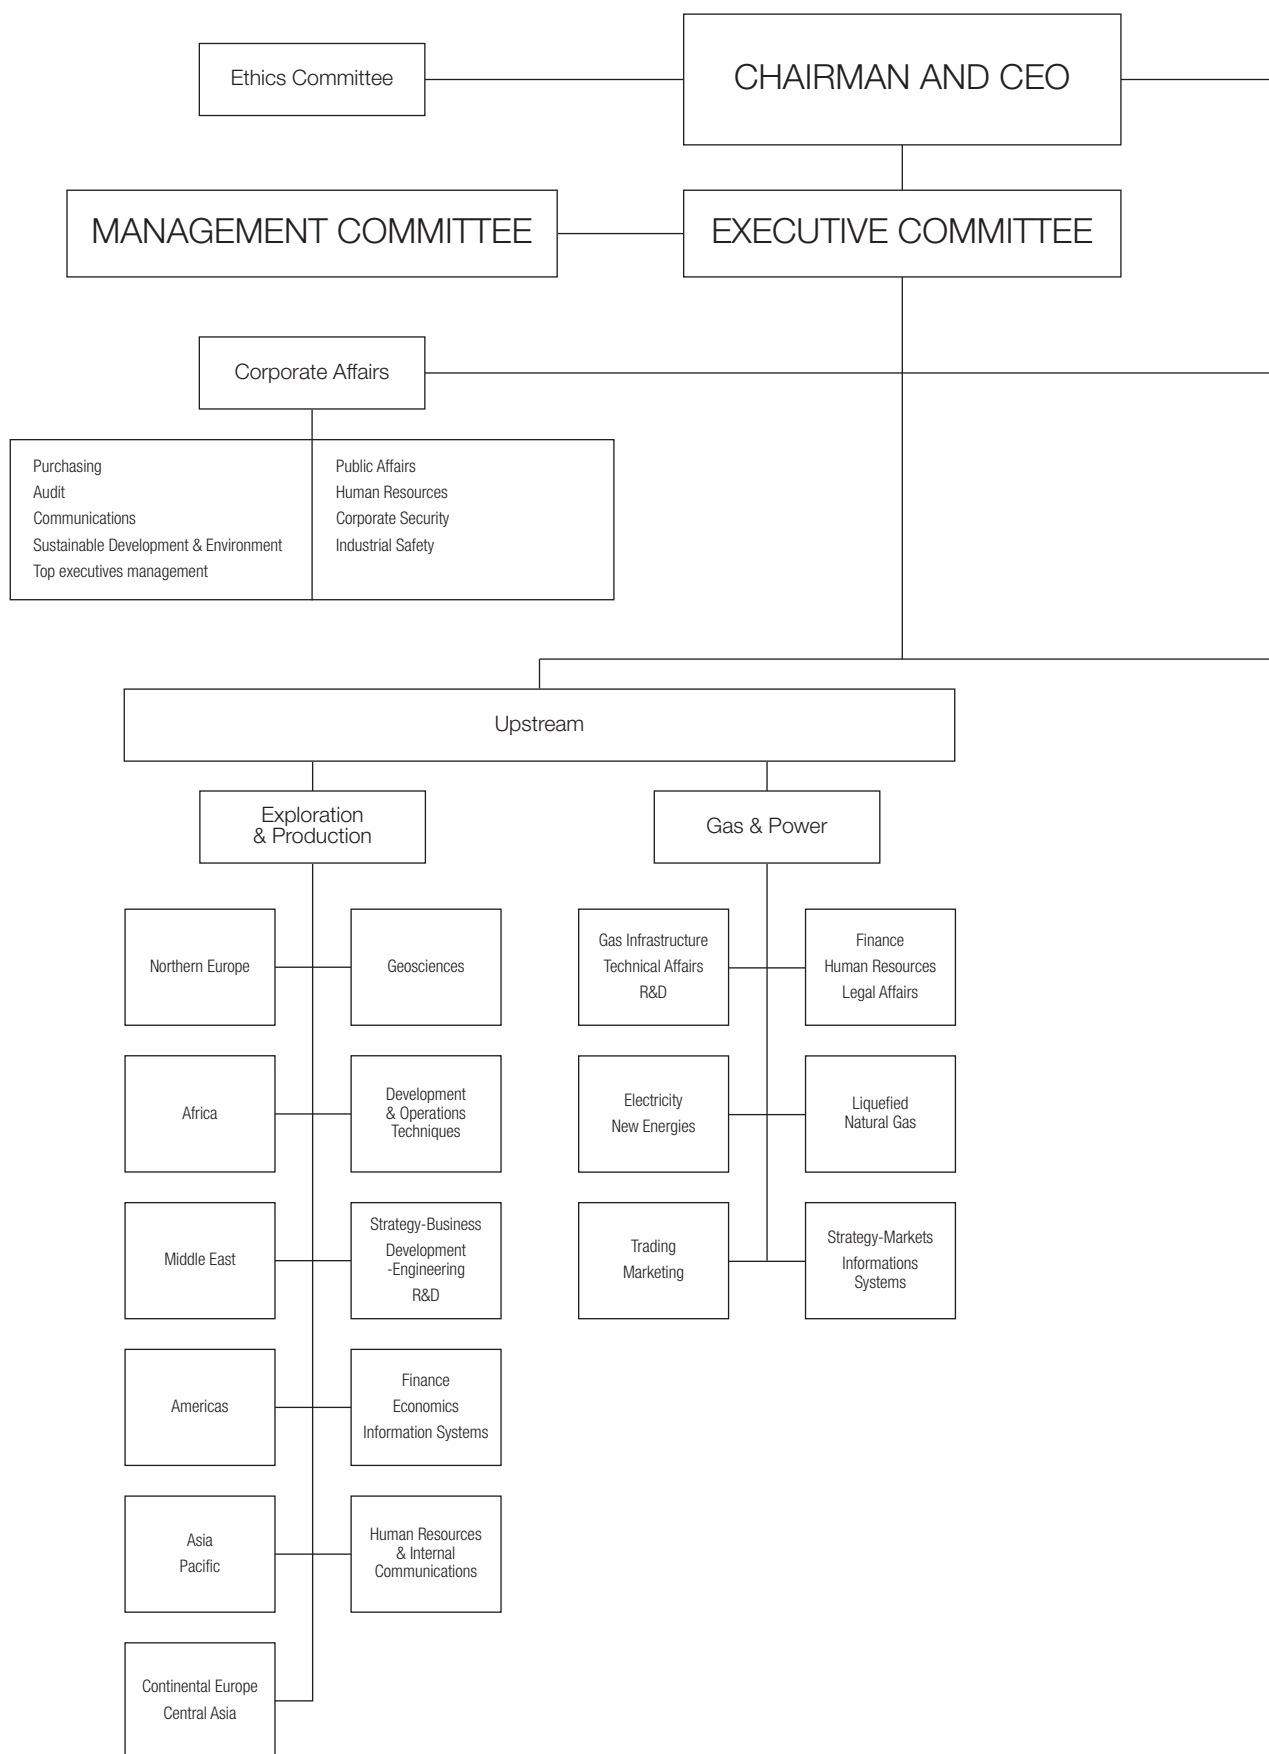 Ethics Committee
CHAIRMAN AND CEO
MANAGEMENT COMMITTEE
EXECUTIVE COMMITTEE
Corporate Affairs
Purchasing
Audit
Communications
Sustainable Development & Environment
Top executives management
Public Affairs
Human Resources
Corporate Security
Industrial Safety
Upstream
Exploration
& Production
Gas & Power
Northern Europe
Geosciences
Gas Infrastructure
Technical Affairs
R&D
Finance
Human Resources
Legal Affairs
Africa
Development
& Operations
Techniques
Electricity
New Energies
Liquefied
Natural Gas
Middle East
Strategy-Business
Development
-Engineering
R&D
Trading
Marketing
Strategy-Markets
Informations
Systems
Americas
Finance
Economics
Information Systems
Asia
Pacific
Human Resources
& Internal
Communications
Continental Europe
Central Asia